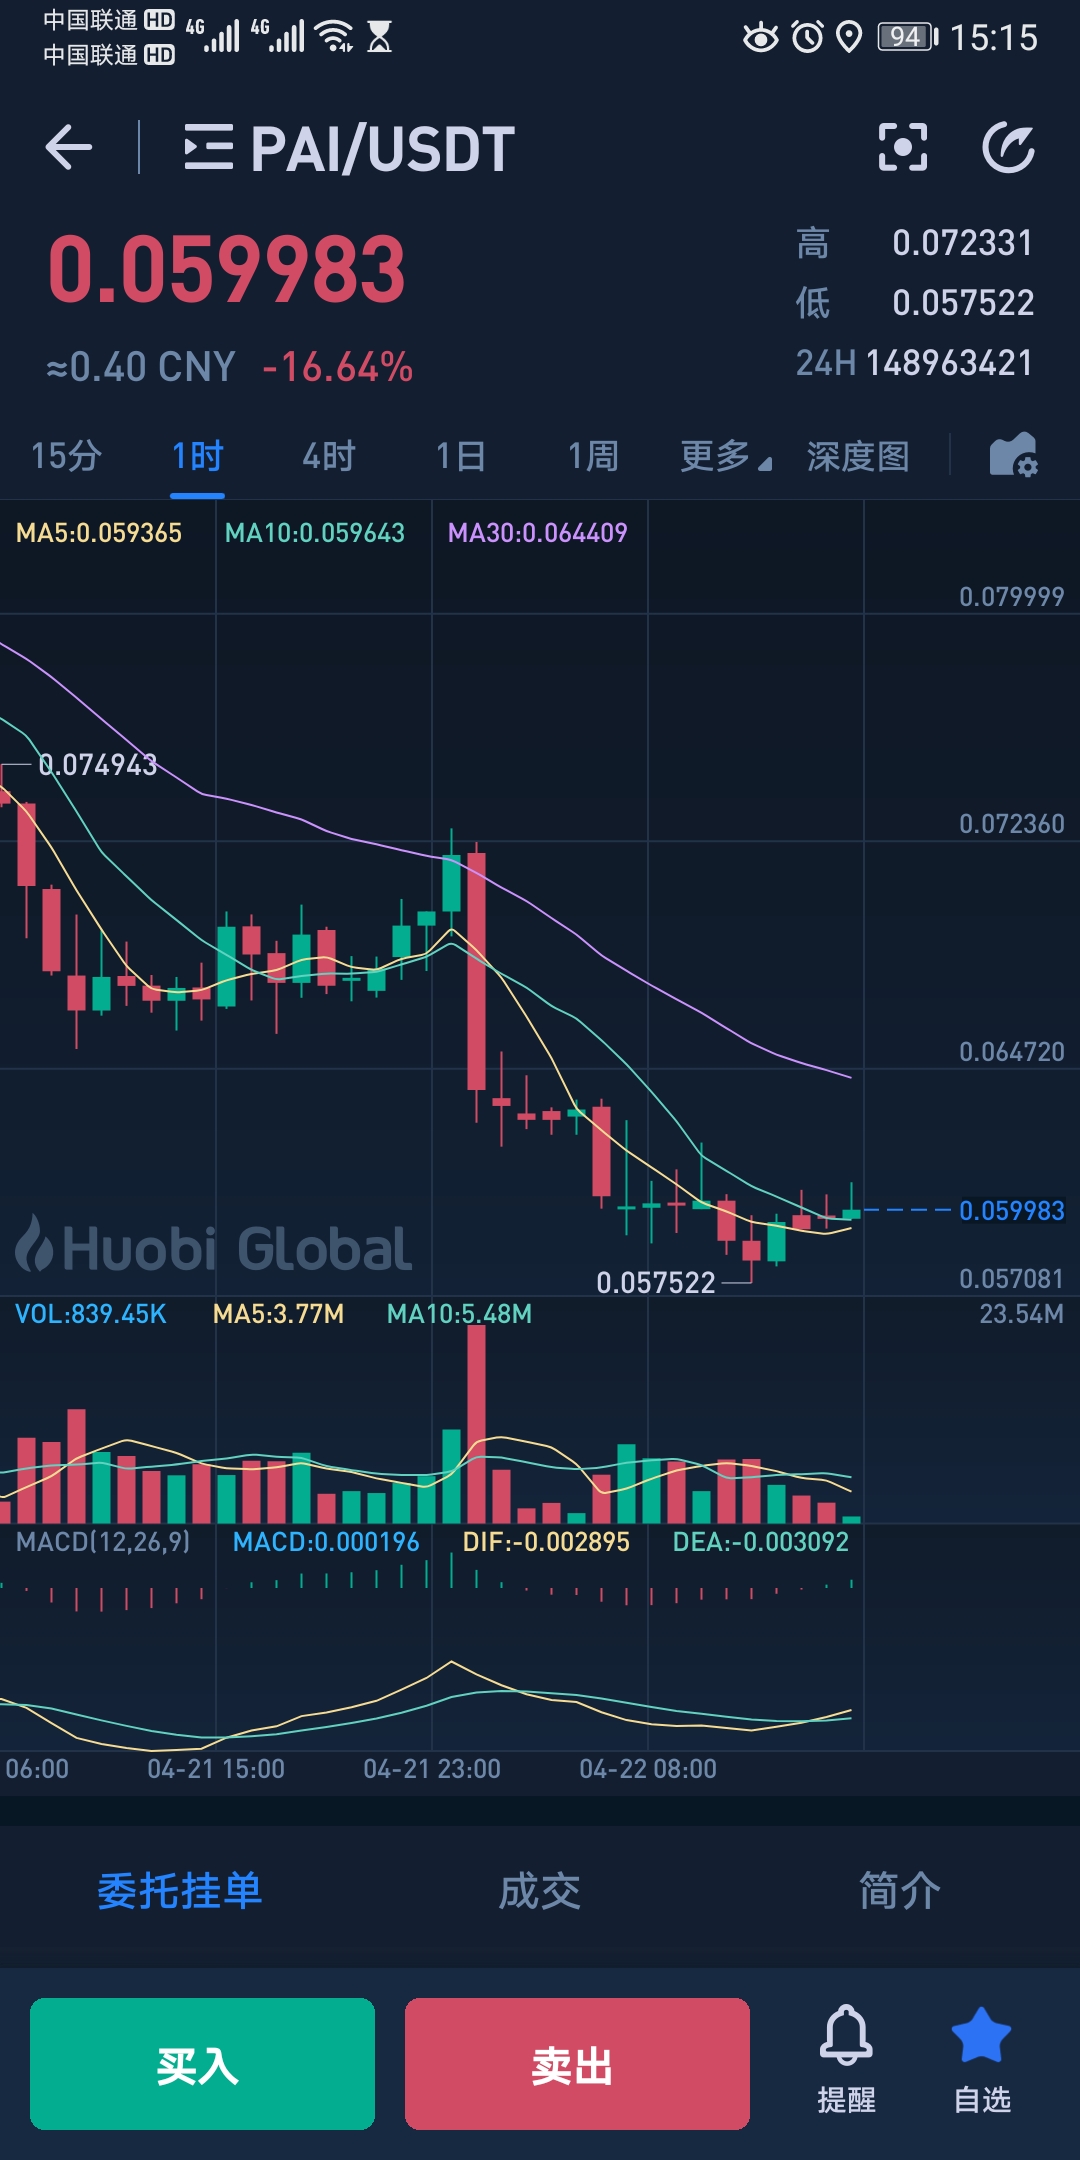 中国联通 HD 4G 4G
中国联通 HD
94 15:15
PAI/USDT
0.059983
≈0.40 CNY -16.64%
高 0.072331
低 0.057522
24H 148963421
15分 1时 4时 1日 1周 更多 深度图
MA5:0.059365 MA10:0.059643 MA30:0.064409
0.079999
0.074943
0.072360
0.064720
0.059983
Huobi Global
0.057522
0.057081
VOL:839.45K MA5:3.77M MA10:5.48M 23.54M
MACD(12,26,9) MACD:0.000196 DIF:-0.002895 DEA:-0.003092
06:00 04-21 15:00 04-21 23:00 04-22 08:00
委托挂单 成交 简介
买入 卖出 提醒 自选